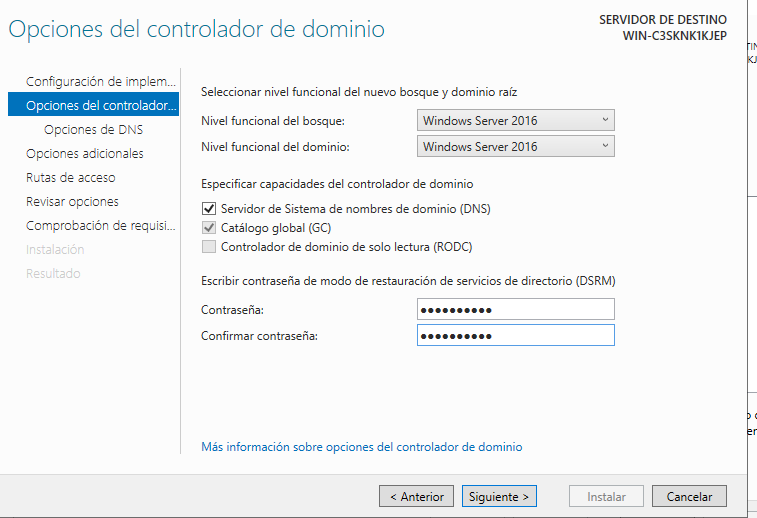 Opciones del controlador de dominio
SERVIDOR DE DESTINO
WIN-C3SKNK1KJEP
Configuración de implem...
Opciones del controlador...
Opciones de DNS
Opciones adicionales
Rutas de acceso
Revisar opciones
Comprobación de requisi...
Instalación
Resultado
Seleccionar nivel funcional del nuevo bosque y dominio raíz
Nivel funcional del bosque: Windows Server 2016
Nivel funcional del dominio: Windows Server 2016
Especificar capacidades del controlador de dominio
Servidor de Sistema de nombres de dominio (DNS)
Catálogo global (GC)
Controlador de dominio de solo lectura (RODC)
Escribir contraseña de modo de restauración de servicios de directorio (DSRM)
Contraseña: ●●●●●●●●●●
Confirmar contraseña: ●●●●●●●●●●
Más información sobre opciones del controlador de dominio
< Anterior Siguiente > Instalar Cancelar